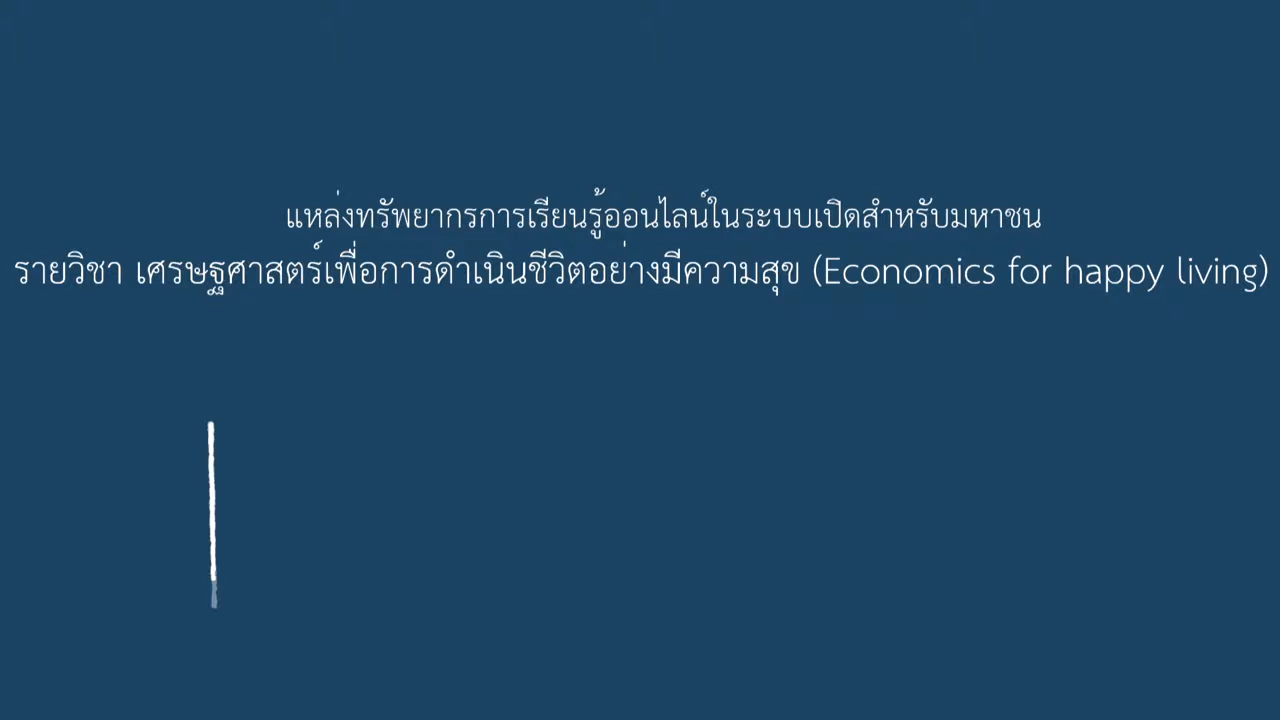 แหล่งทรัพยากรการเรียนรู้ออนไลน์ในระบบเปิดสำหรับมหาชน
รายวิชา เศรษฐศาสตร์เพื่อการดำเนินชีวิตอย่างมีความสุข (Economics for happy living)